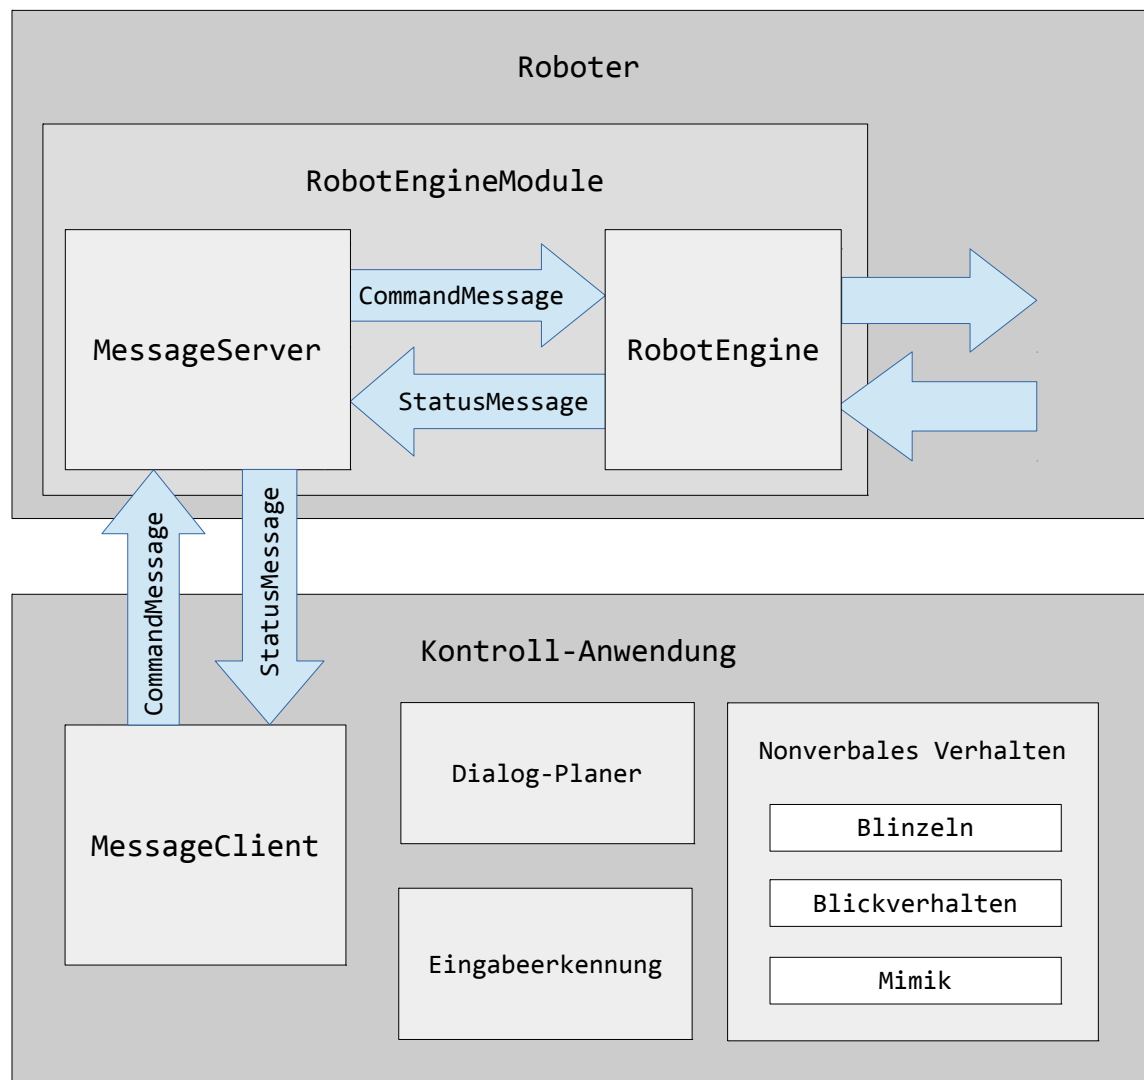 Roboter
RobotEngineModule
MessageServer
CommandMessage
StatusMessage
RobotEngine
CommandMessage
StatusMessage
Kontroll-Anwendung
MessageClient
Dialog-Planer
Eingabeerkennung
Nonverbales Verhalten
Blinzeln
Blickverhalten
Mimik